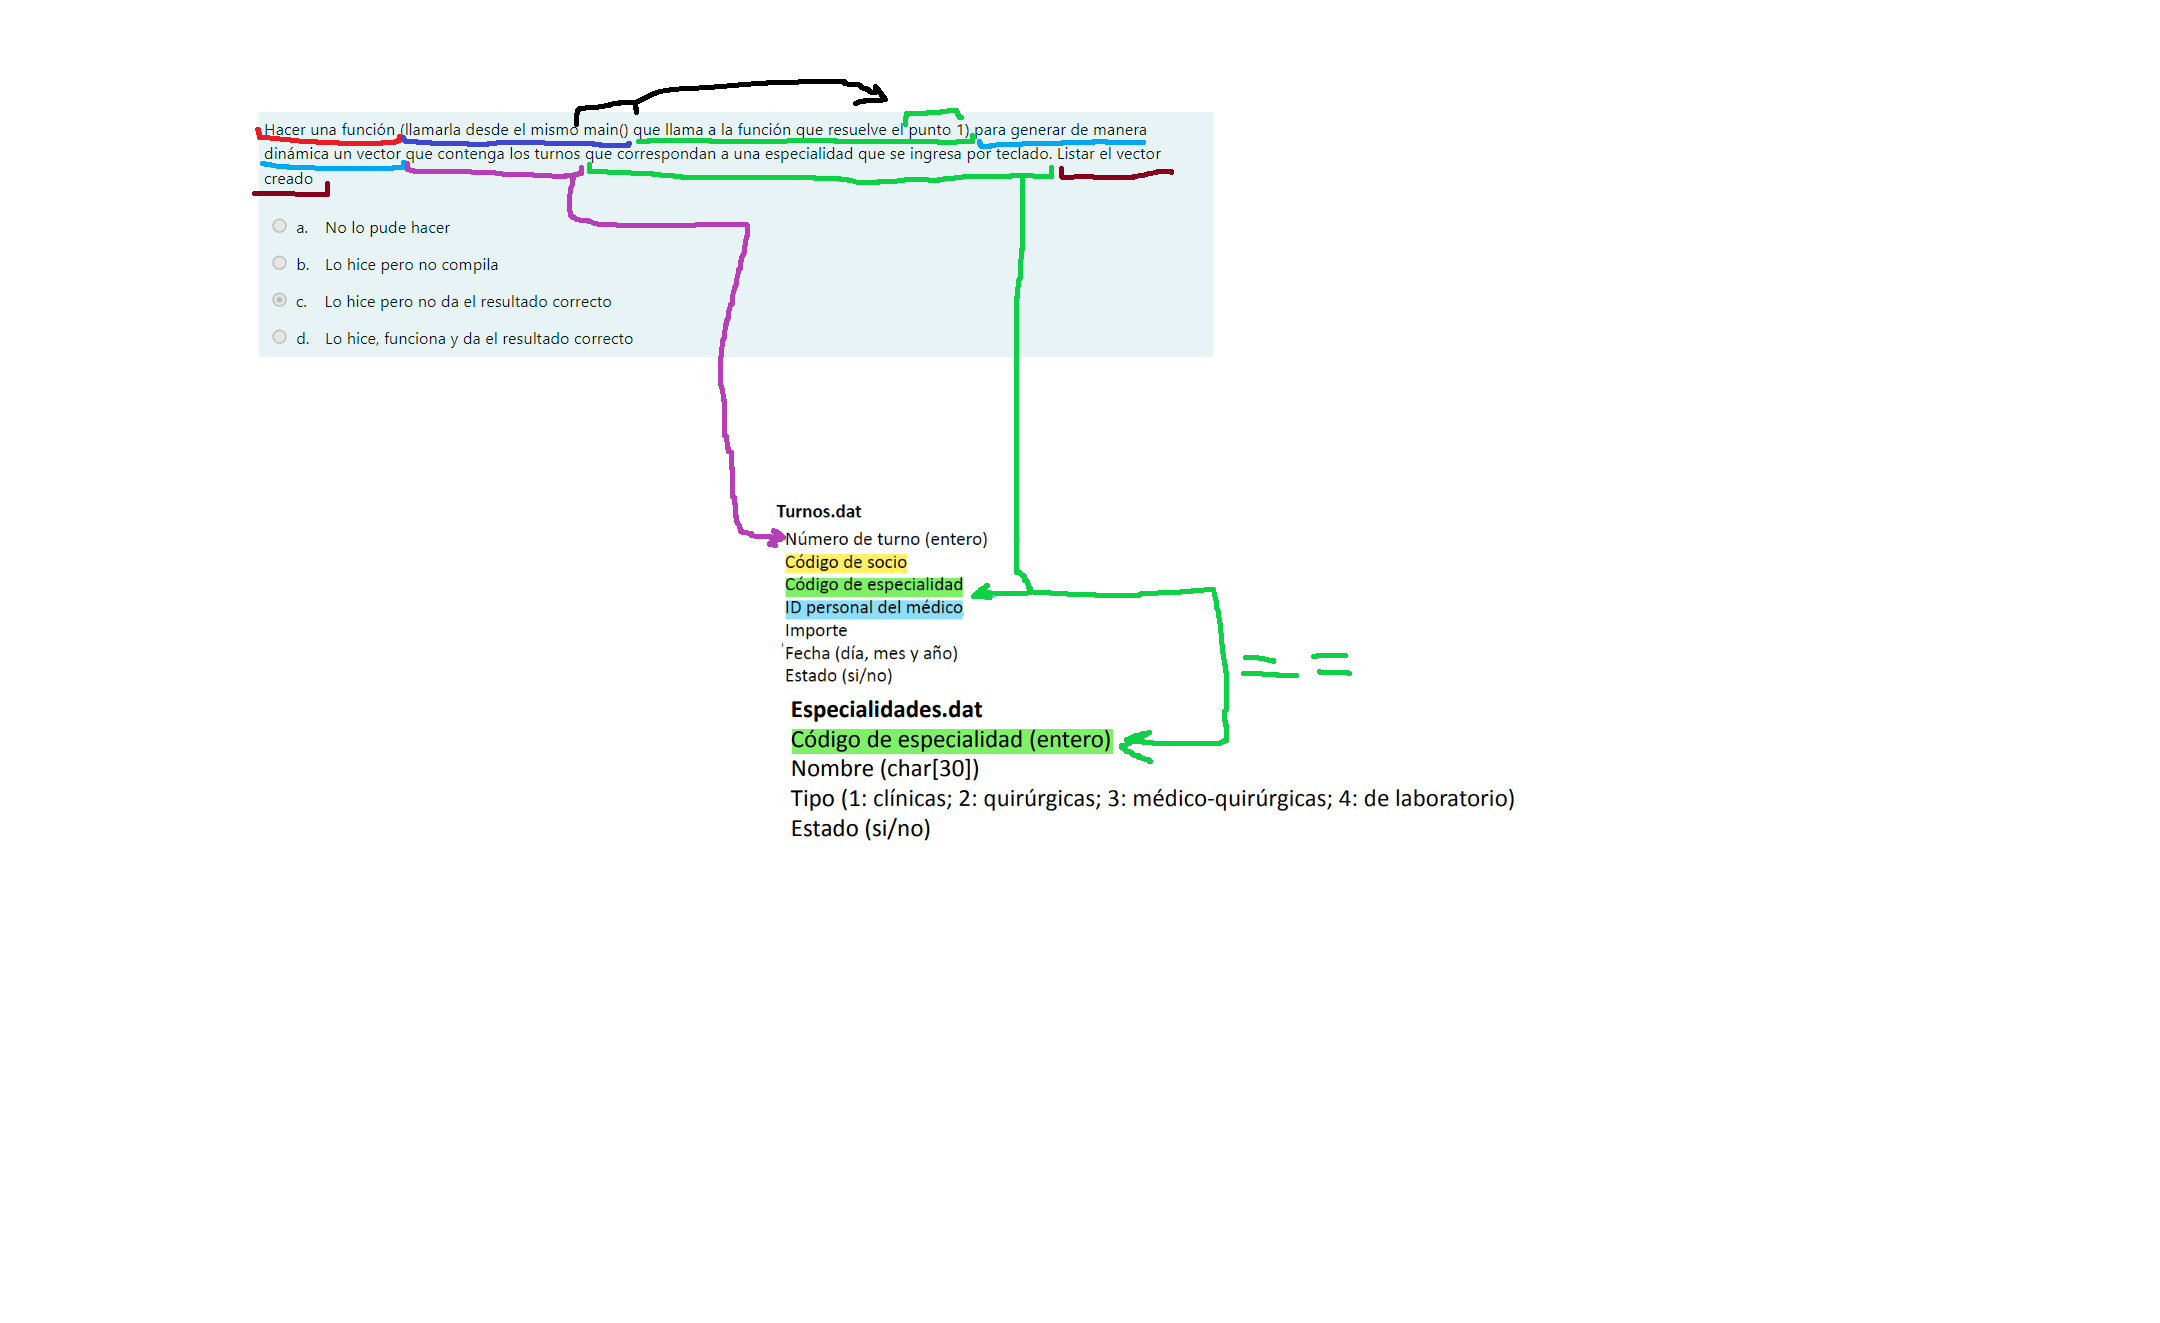 Hacer una función (llamarla desde el mismo main() que llama a la función que resuelve el punto 1) para generar de manera
dinámica un vector que contenga los turnos que correspondan a una especialidad que se ingresa por teclado. Listar el vector
creado
a. No lo pude hacer
b. Lo hice pero no compila
c. Lo hice pero no da el resultado correcto
d. Lo hice, funciona y da el resultado correcto
Turnos.dat
Número de turno (entero)
Código de socio
Código de especialidad
ID personal del médico
Importe
Fecha (día, mes y año)
Estado (si/no)
Especialidades.dat
Código de especialidad (entero)
Nombre (char[30])
Tipo (1: clínicas; 2: quirúrgicas; 3: médico-quirúrgicas; 4: de laboratorio)
Estado (si/no)
= =